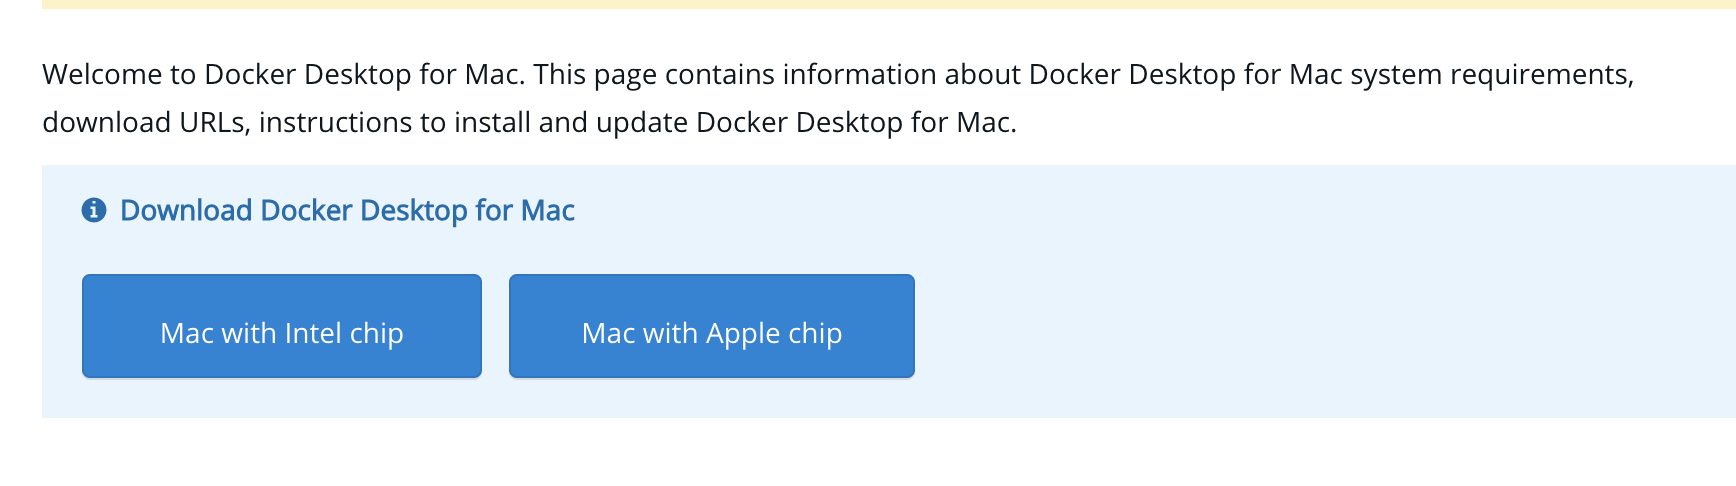 Welcome to Docker Desktop for Mac. This page contains information about Docker Desktop for Mac system requirements,
download URLs, instructions to install and update Docker Desktop for Mac.
Download Docker Desktop for Mac
Mac with Intel chip
Mac with Apple chip